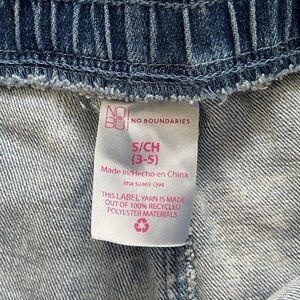 NO
BO
NO BOUNDARIES
S/CH
(3-5)
Made in/Hecho en China
RN# 52469 Q94
THIS LABEL YARN IS MADE
OUT OF 100% RECYCLED
POLYESTER MATERIALS